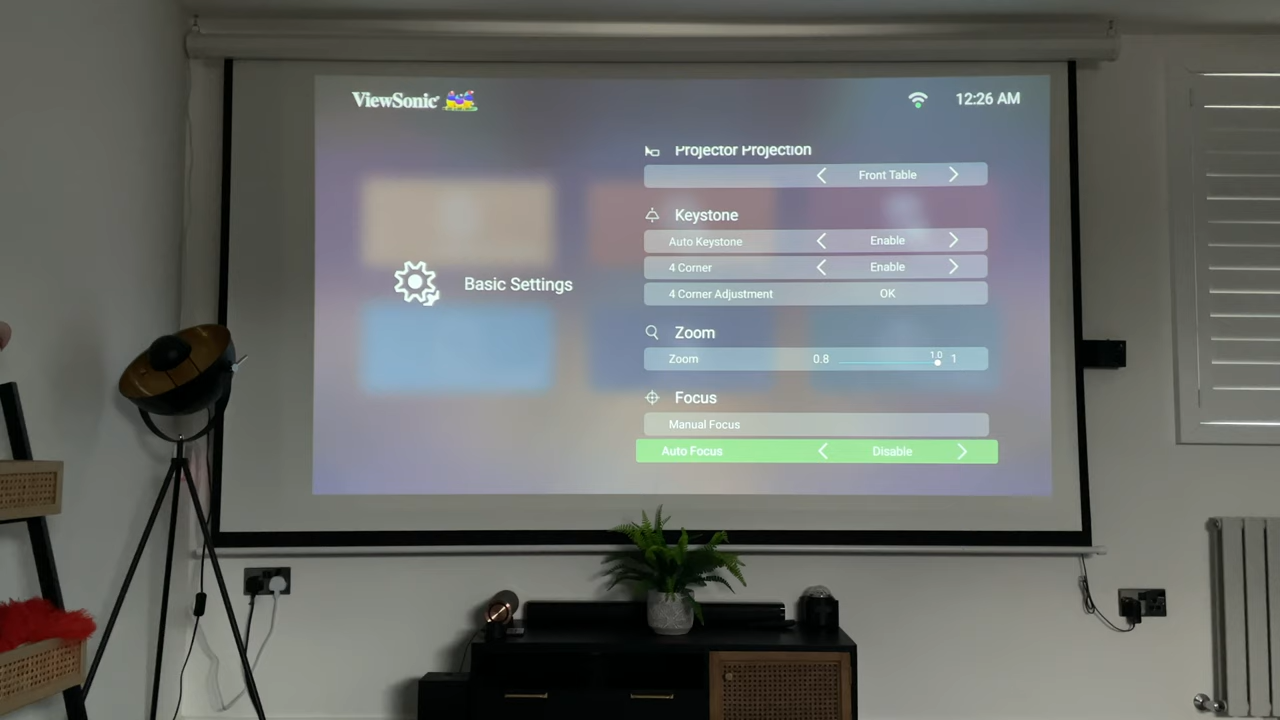 ViewSonic
12:26 AM
Projector Projection
Front Table
Keystone
Auto Keystone Enable
4 Corner Enable
4 Corner Adjustment OK
Basic Settings
Zoom
Zoom 0.8 1.0 1
Focus
Manual Focus
Auto Focus Disable